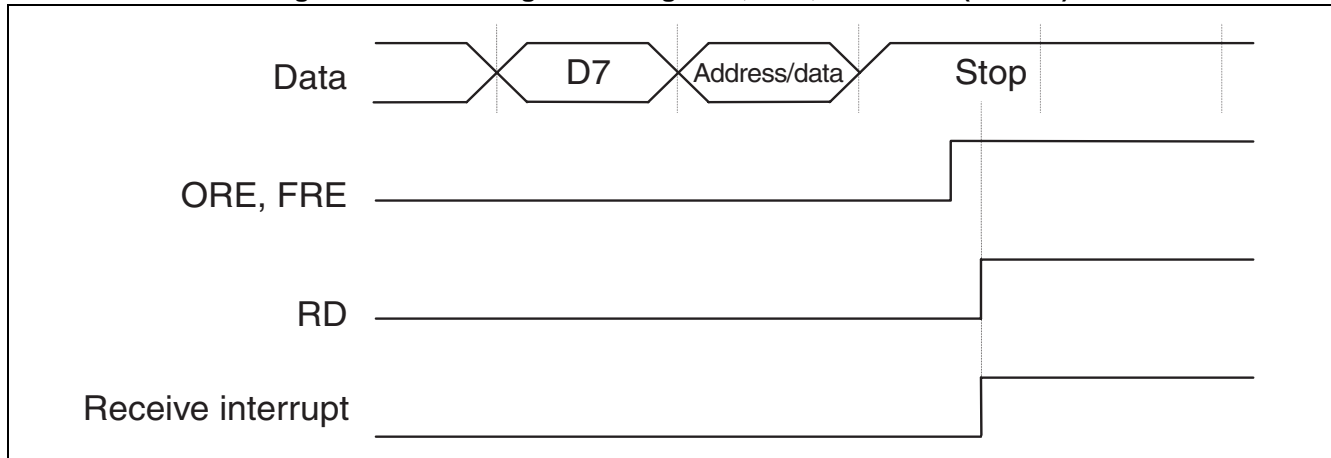 Data D7 Address/data Stop
ORE, FRE
RD
Receive interrupt